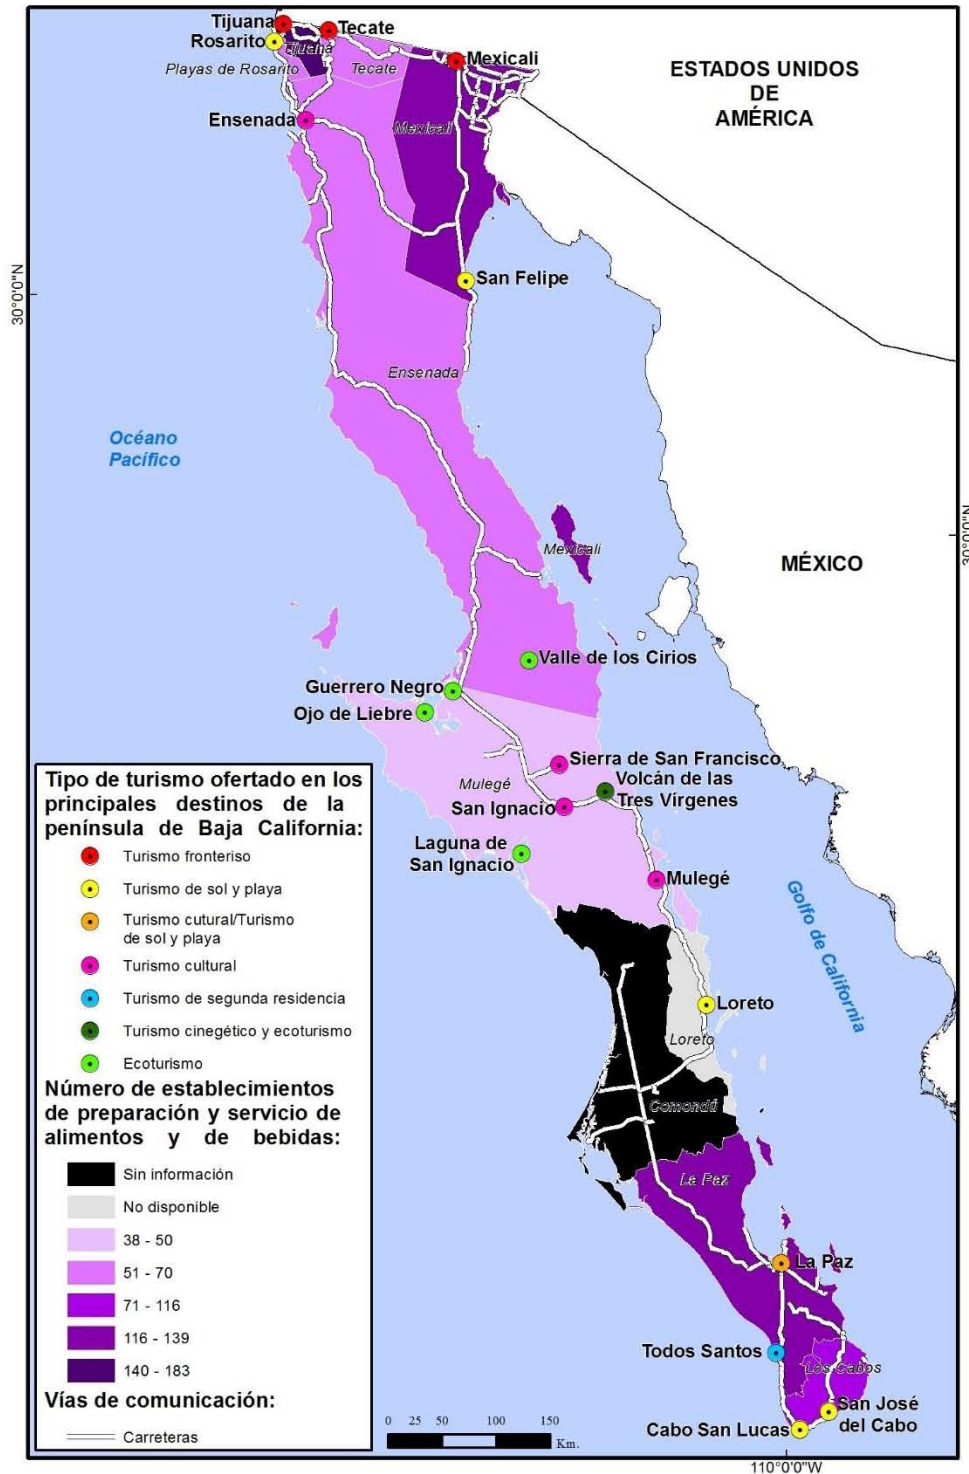 Tijuana
Tecate
Rosarito
Tijuana
Playas de Rosarito
Tecate
Mexicali
ESTADOS UNIDOS
DE
AMÉRICA
Ensenada
Mexicali
30°0'0"N
San Felipe
Ensenada
Océano
Pacífico
30°0'0"N
Mexicali
MÉXICO
Valle de los Cirios
Guerrero Negro
Ojo de Liebre
Sierra de San Francisco
Volcán de las
Tres Vírgenes
Mulegé
San Ignacio
Laguna de
San Ignacio
Mulegé
Golfo de California
Loreto
Loreto
Comondú
La Paz
La Paz
Todos Santos
Los Cabos
San José
del Cabo
Cabo San Lucas
110°0'0"W
Tipo de turismo ofertado en los
principales destinos de la
península de Baja California:
Turismo fronteriso
Turismo de sol y playa
Turismo cutural/Turismo
de sol y playa
Turismo cultural
Turismo de segunda residencia
Turismo cinegético y ecoturismo
Ecoturismo
Número de establecimientos
de preparación y servicio de
alimentos y de bebidas:
Sin información
No disponible
38 - 50
51 - 70
71 - 116
116 - 139
140 - 183
Vías de comunicación:
Carreteras
0 25 50 100 150
Km.